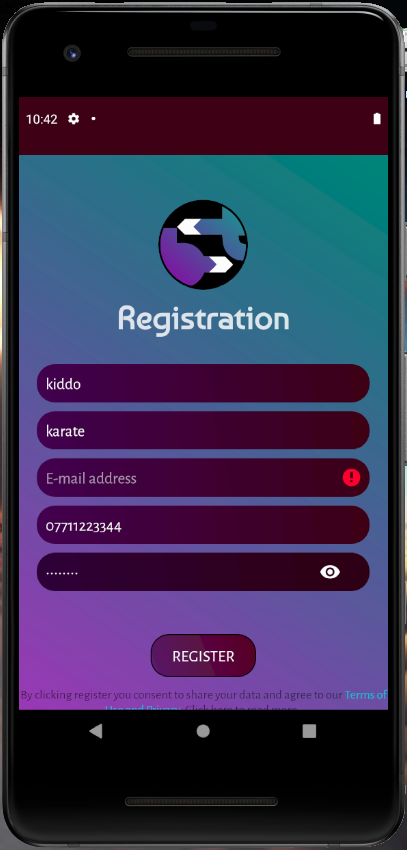 10:42
Registration
kiddo
karate
E-mail address
07711223344
REGISTER
By clicking register you consent to share your data and agree to our Terms of
Use and Privacy. Click here to read more